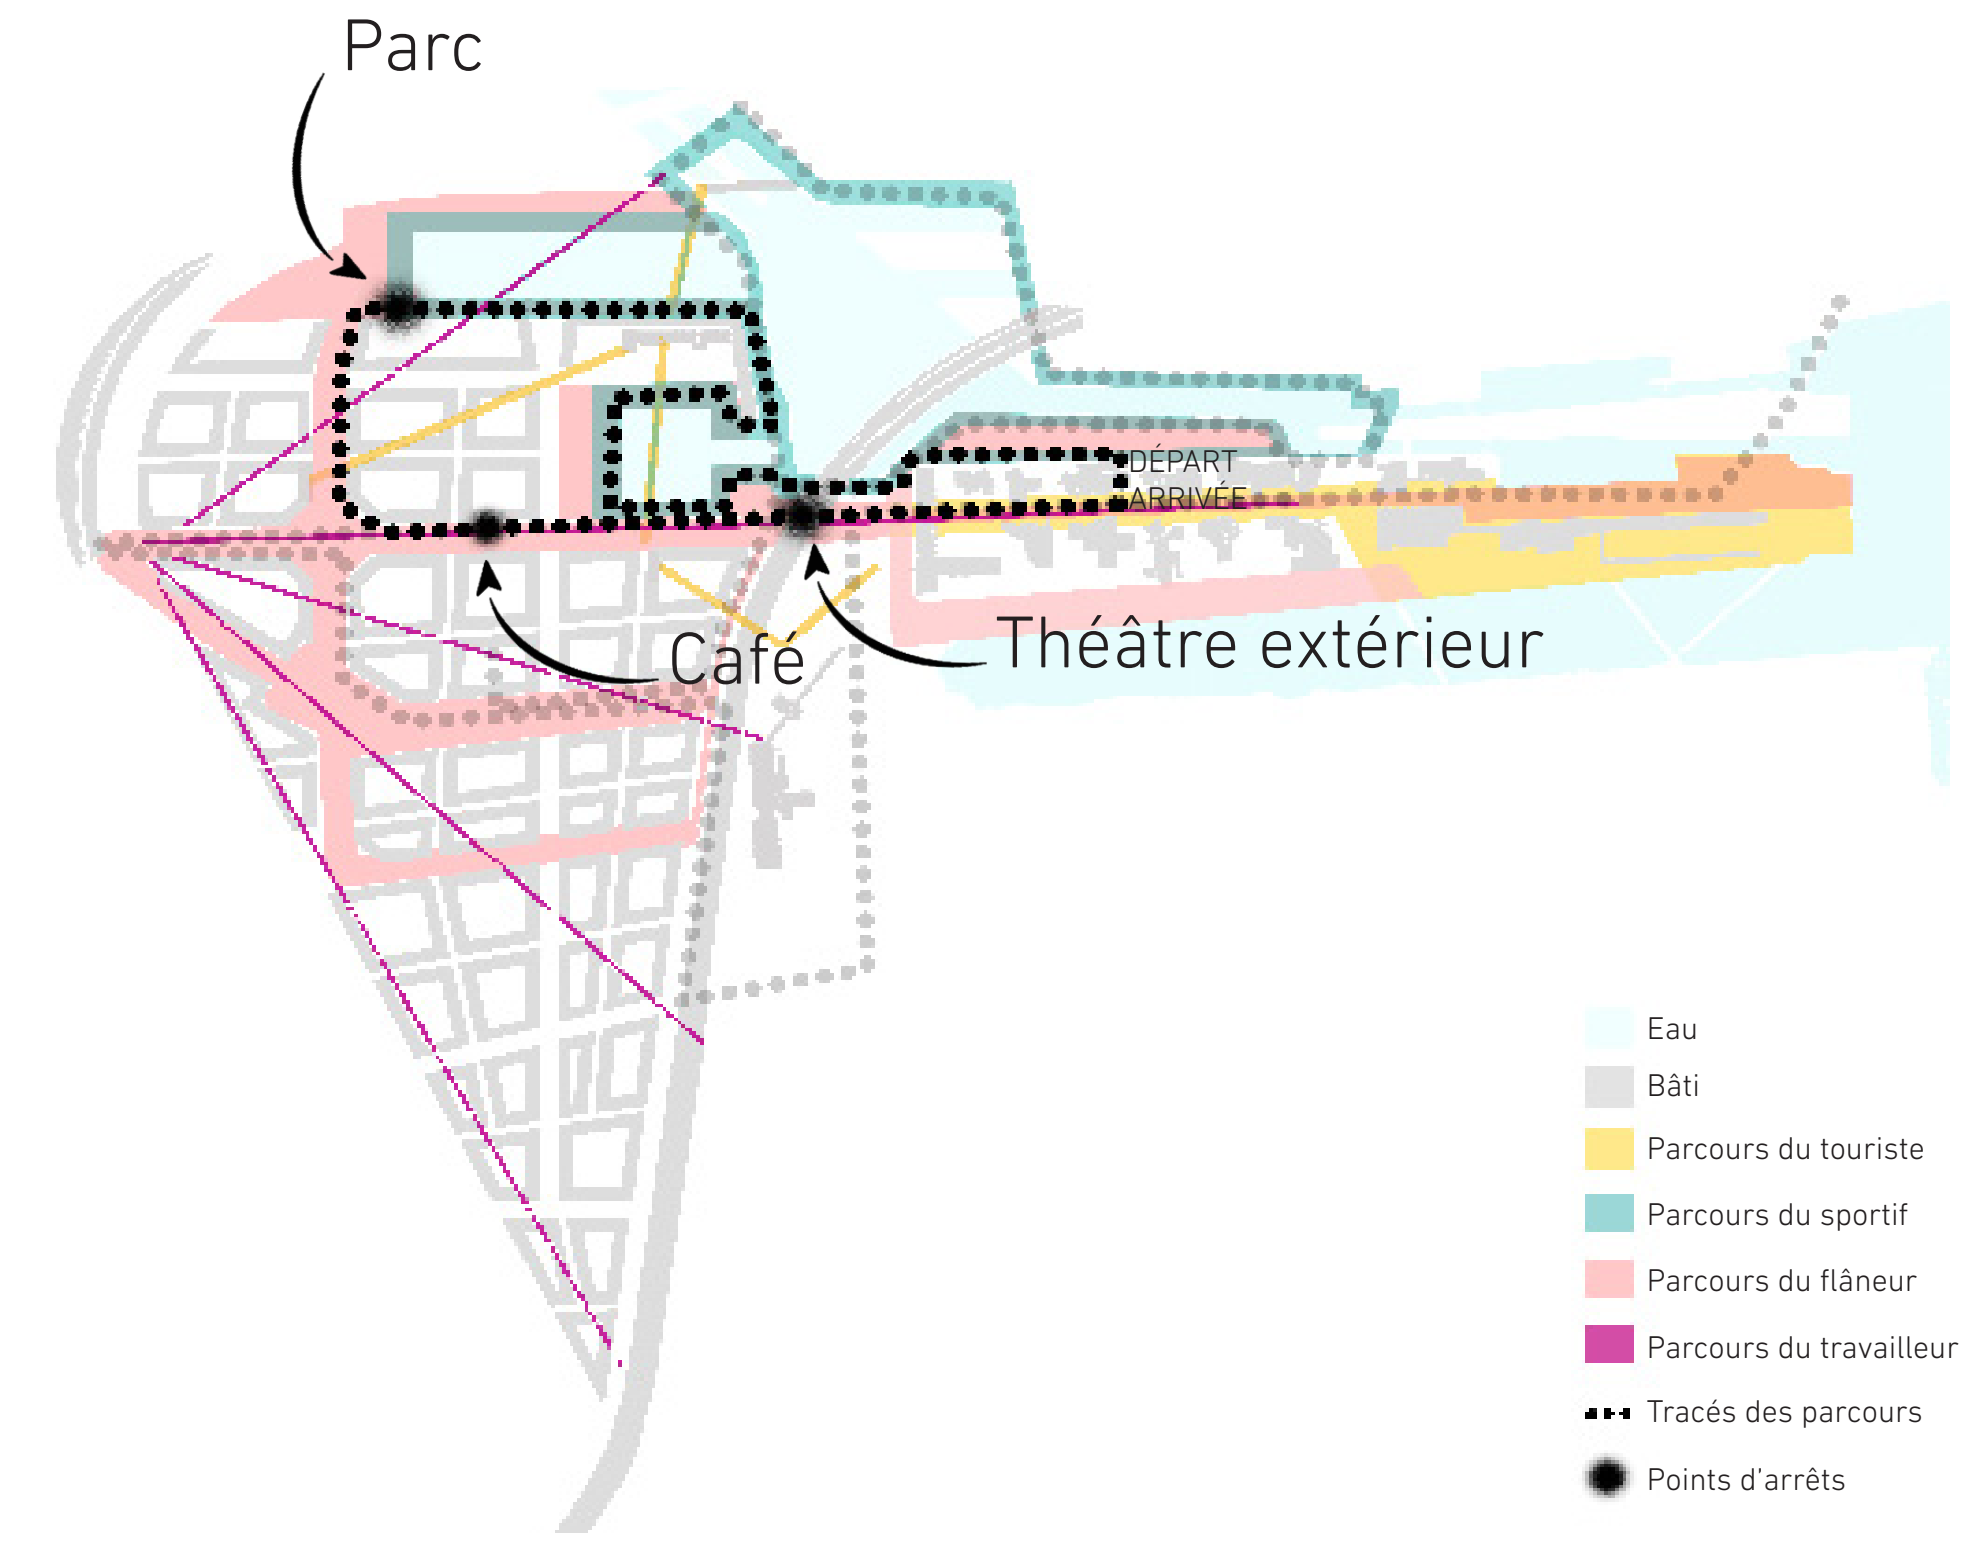 Parc
DÉPART
ARRIVÉE
Café
Théâtre extérieur
Eau
Bâti
Parcours du touriste
Parcours du sportif
Parcours du flâneur
Parcours du travailleur
Tracés des parcours
Points d'arrêts